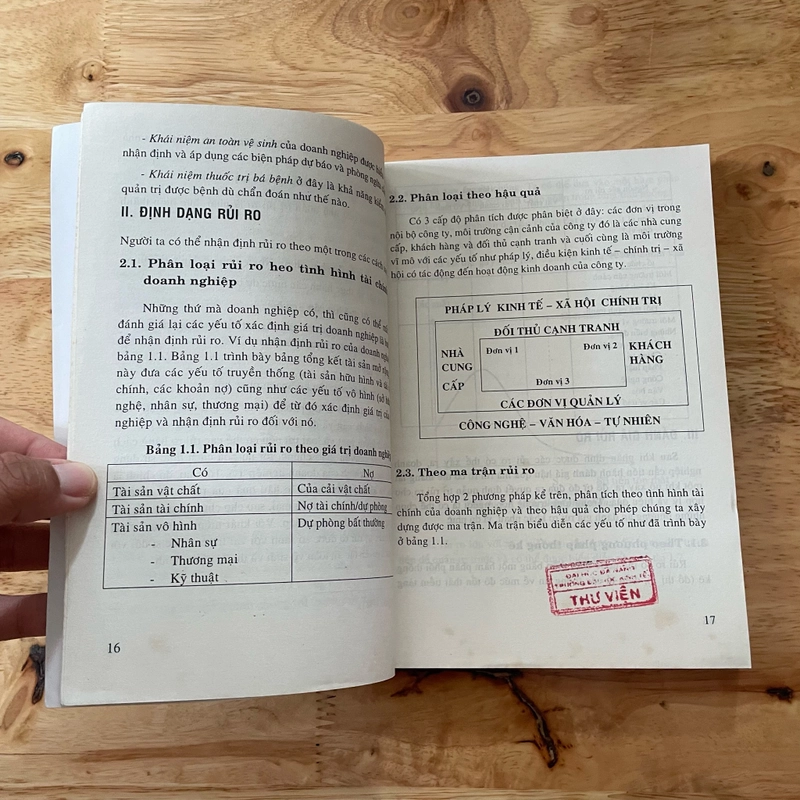 - Khái niệm an toàn vệ sinh của doanh nghiệp được
nhận định và áp dụng các biện pháp dự báo và phòng
- Khái niệm thuốc trị bá bệnh ở đây là khả năng
quản trị được bệnh dù chẩn đoán như thế nào.
II. ĐỊNH DẠNG RỦI RO
Người ta có thể nhận định rủi ro theo một trong các cách
2.1. Phân loại rủi ro heo tình hình tài chính
doanh nghiệp
Những thứ mà doanh nghiệp có, thì cũng có thể
đánh giá lại các yếu tố xác định giá trị doanh nghiệp là
để nhận định rủi ro. Ví dụ nhận định rủi ro của doanh
bảng 1.1. Bảng 1.1 trình bày bảng tổng kết tài sản mở
này đưa các yếu tố truyền thống (tài sản hữu hình
chính, các khoản nợ) cũng như các yếu tố vô hình
nghệ, nhân sự, thương mại) để từ đó xác định giá trị
nghiệp và nhận định rủi ro đối với nó.
Bảng 1.1. Phân loại rủi ro theo giá trị doanh nghiệp
Có Nợ
Tài sản vật chất Của cải vật chất
Tài sản tài chính Nợ tài chính/dự phòng
Tài sản vô hình Dự phòng bất thường
- Nhân sự
- Thương mại
- Kỹ thuật
16
2.2. Phân loại theo hậu quả
Có 3 cấp độ phân tích được phân biệt ở đây: các đơn vị trong
nội bộ công ty, môi trường cận cảnh của công ty đó là các nhà cung
cấp, khách hàng và đối thủ cạnh tranh và cuối cùng là môi trường
vĩ mô với các yếu tố như pháp lý, điều kiện kinh tế – chính trị – xã
hội có tác động đến hoạt động kinh doanh của công ty.
PHÁP LÝ KINH TẾ – XÃ HỘI CHÍNH TRỊ
ĐỐI THỦ CẠNH TRANH
NHÀ
CUNG
CẤP
Đơn vị 1 Đơn vị 2
Đơn vị 3
KHÁCH
HÀNG
CÁC ĐƠN VỊ QUẢN LÝ
CÔNG NGHỆ – VĂN HÓA – TỰ NHIÊN
2.3. Theo ma trận rủi ro
Tổng hợp 2 phương pháp kể trên, phân tích theo tình hình tài
chính của doanh nghiệp và theo hậu quả cho phép chúng ta xây
dựng được ma trận. Ma trận biểu diễn các yếu tố như đã trình bày
ở bảng 1.1.
ĐẠI HỌC ĐÀ NẴNG
TRƯỜNG ĐẠI HỌC KINH TẾ
THƯ VIỆN
17